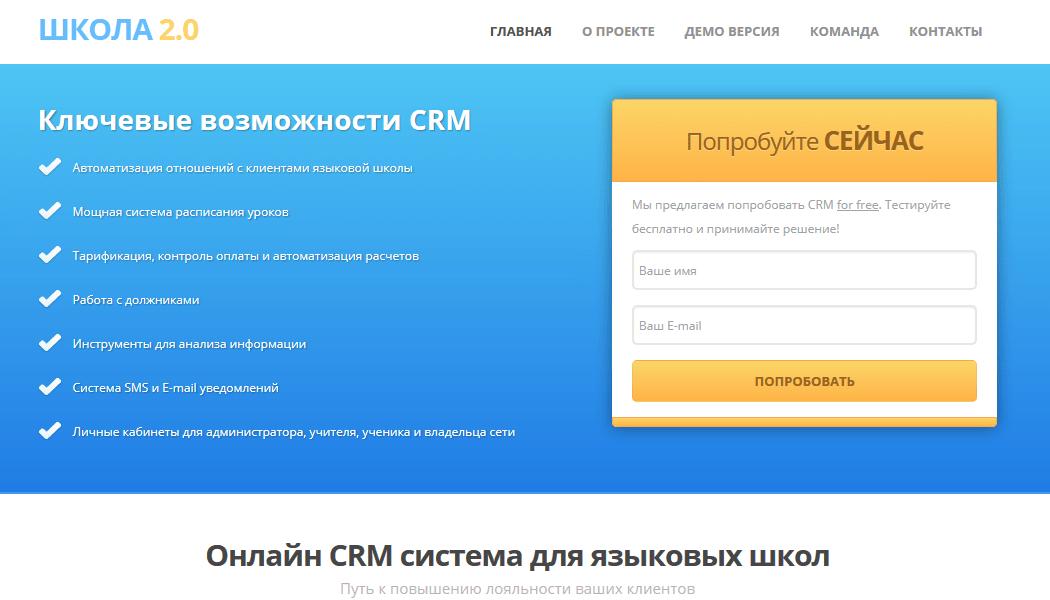 ШКОЛА 2.0
ГЛАВНАЯ О ПРОЕКТЕ ДЕМО ВЕРСИЯ КОМАНДА КОНТАКТЫ
Ключевые возможности CRM
Автоматизация отношений с клиентами языковой школы
Мощная система расписания уроков
Тарификация, контроль оплаты и автоматизация расчетов
Работа с должниками
Инструменты для анализа информации
Система SMS и E-mail уведомлений
Личные кабинеты для администратора, учителя, ученика и владельца сети
Попробуйте СЕЙЧАС
Мы предлагаем попробовать CRM for free. Тестируйте
бесплатно и принимайте решение!
Ваше имя
Ваш E-mail
ПОПРОБОВАТЬ
Онлайн CRM система для языковых школ
Путь к повышению лояльности ваших клиентов